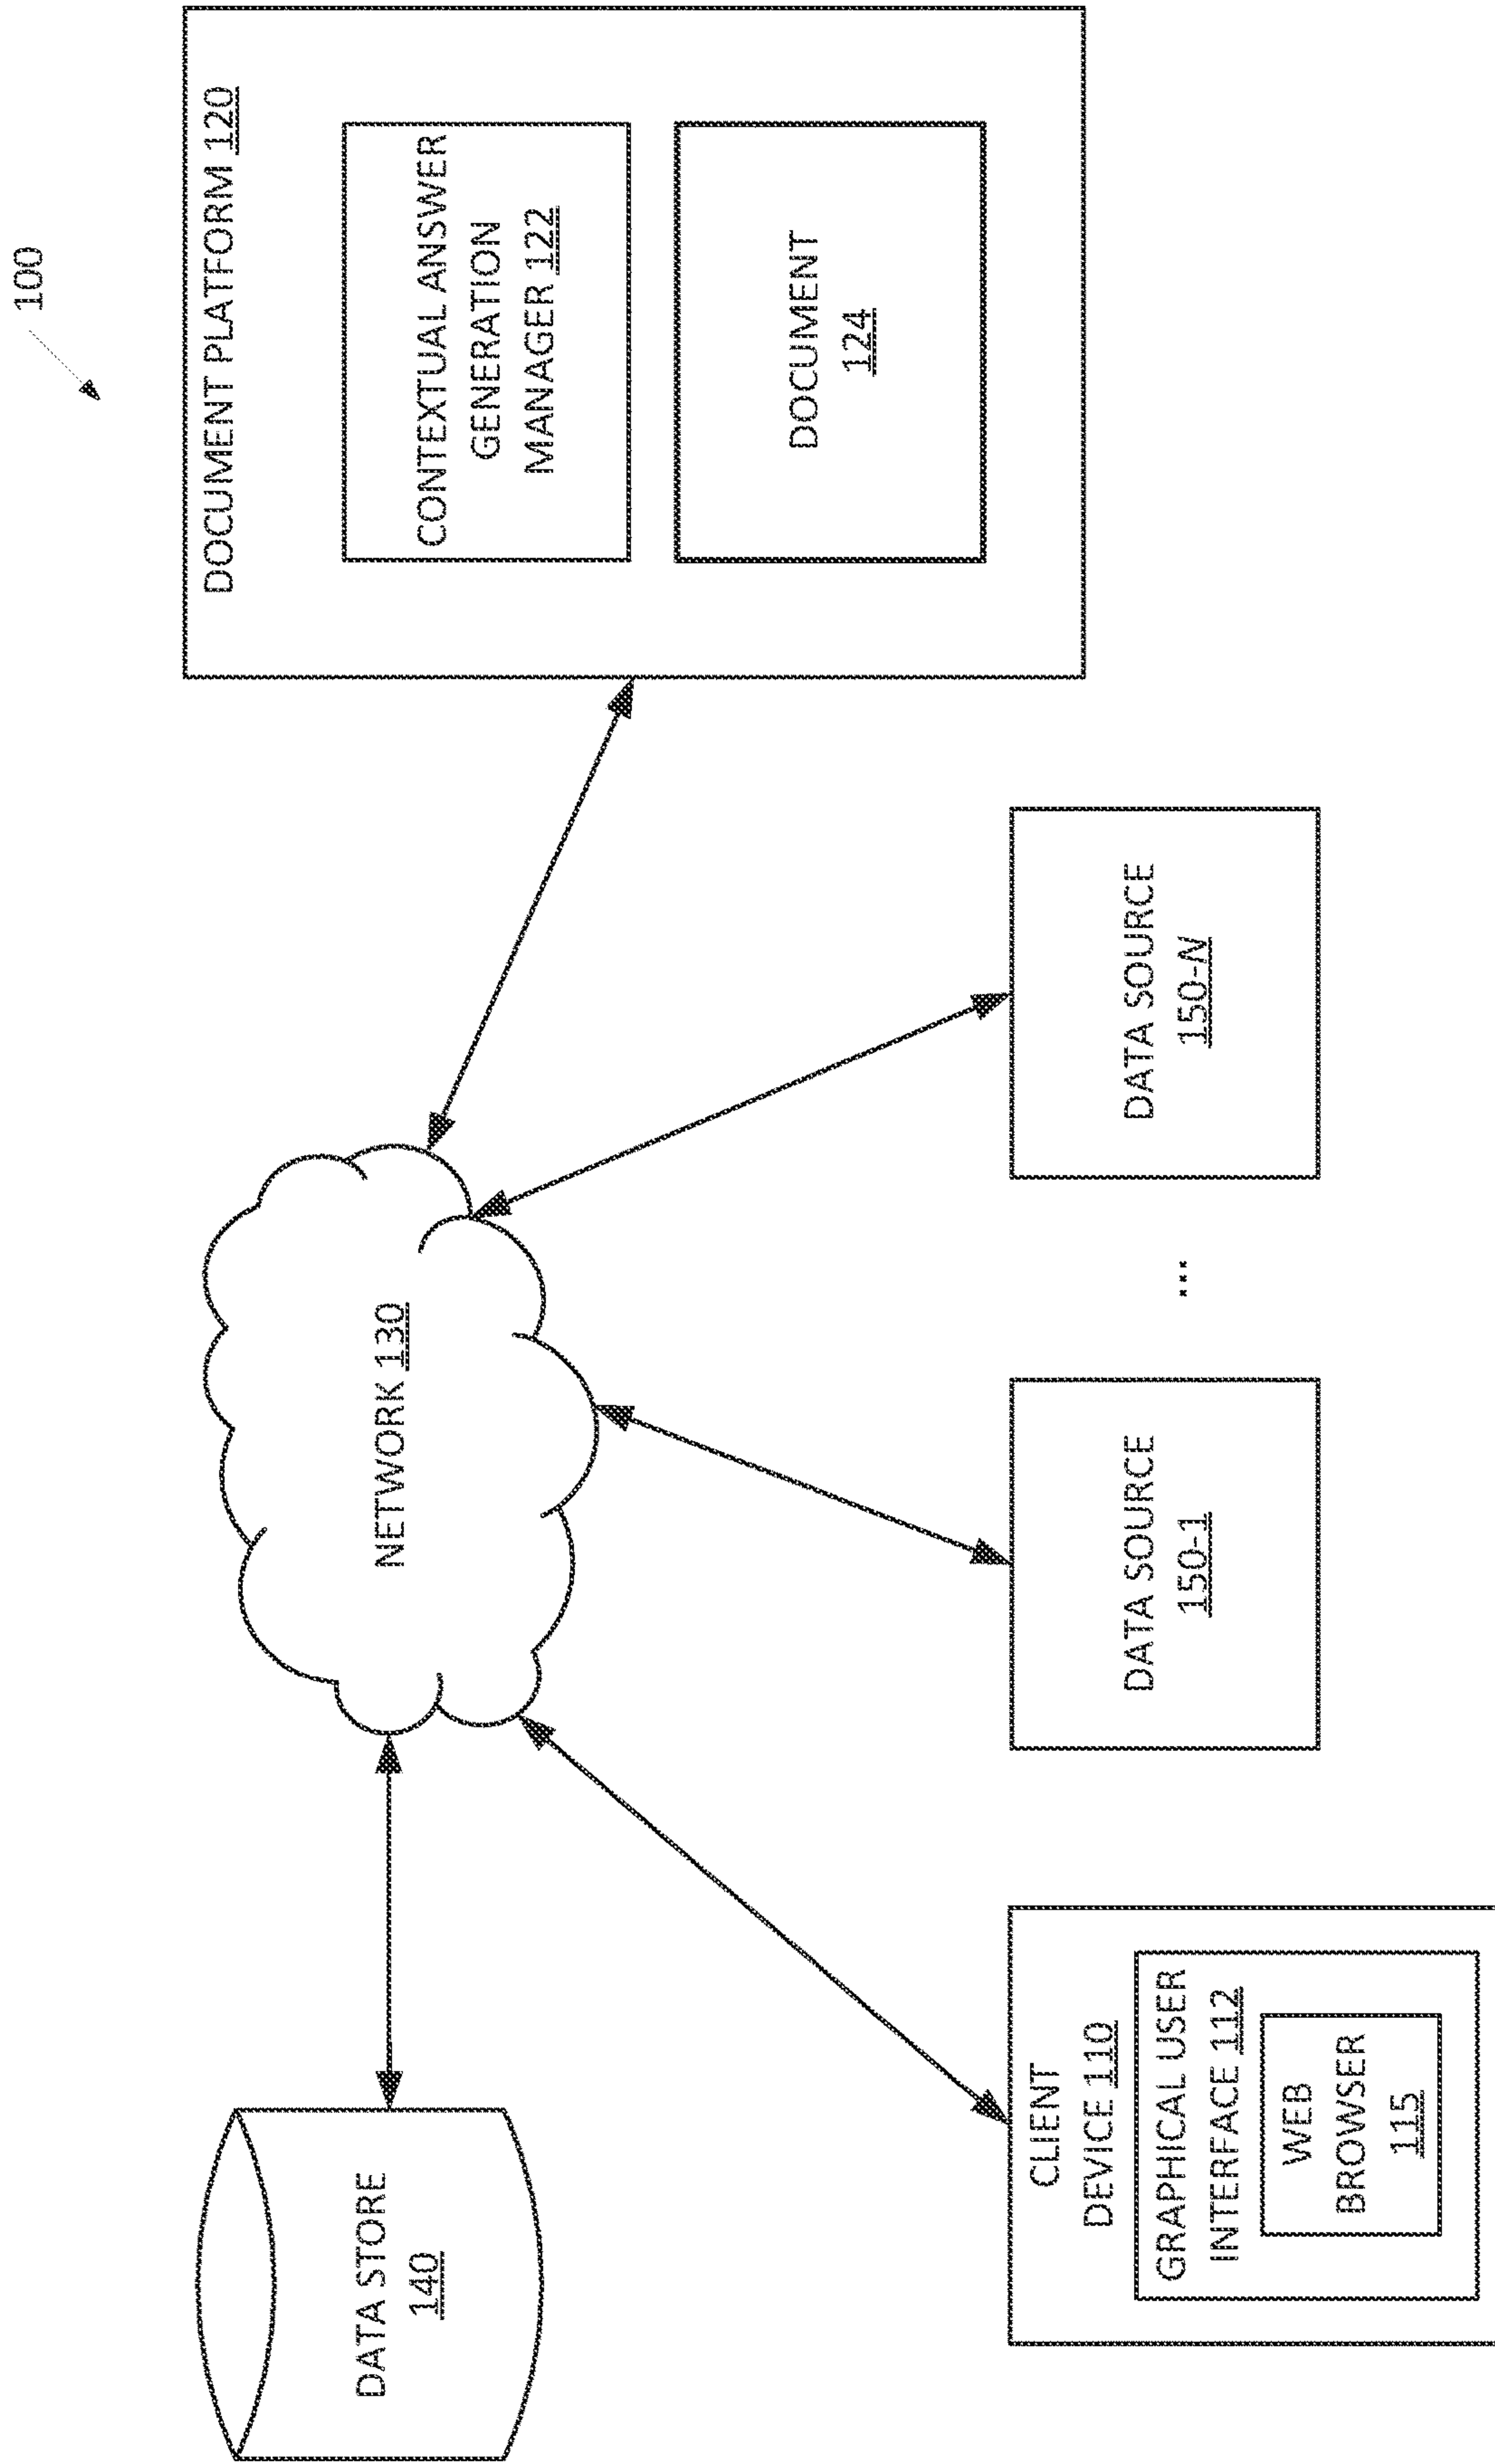 100
DOCUMENT PLATFORM 120
CONTEXTUAL ANSWER
GENERATION
MANAGER 122
DOCUMENT
124
NETWORK 130
DATA STORE
140
CLIENT
DEVICE 110
GRAPHICAL USER
INTERFACE 112
WEB
BROWSER
115
DATA SOURCE
150-1
...
DATA SOURCE
150-N